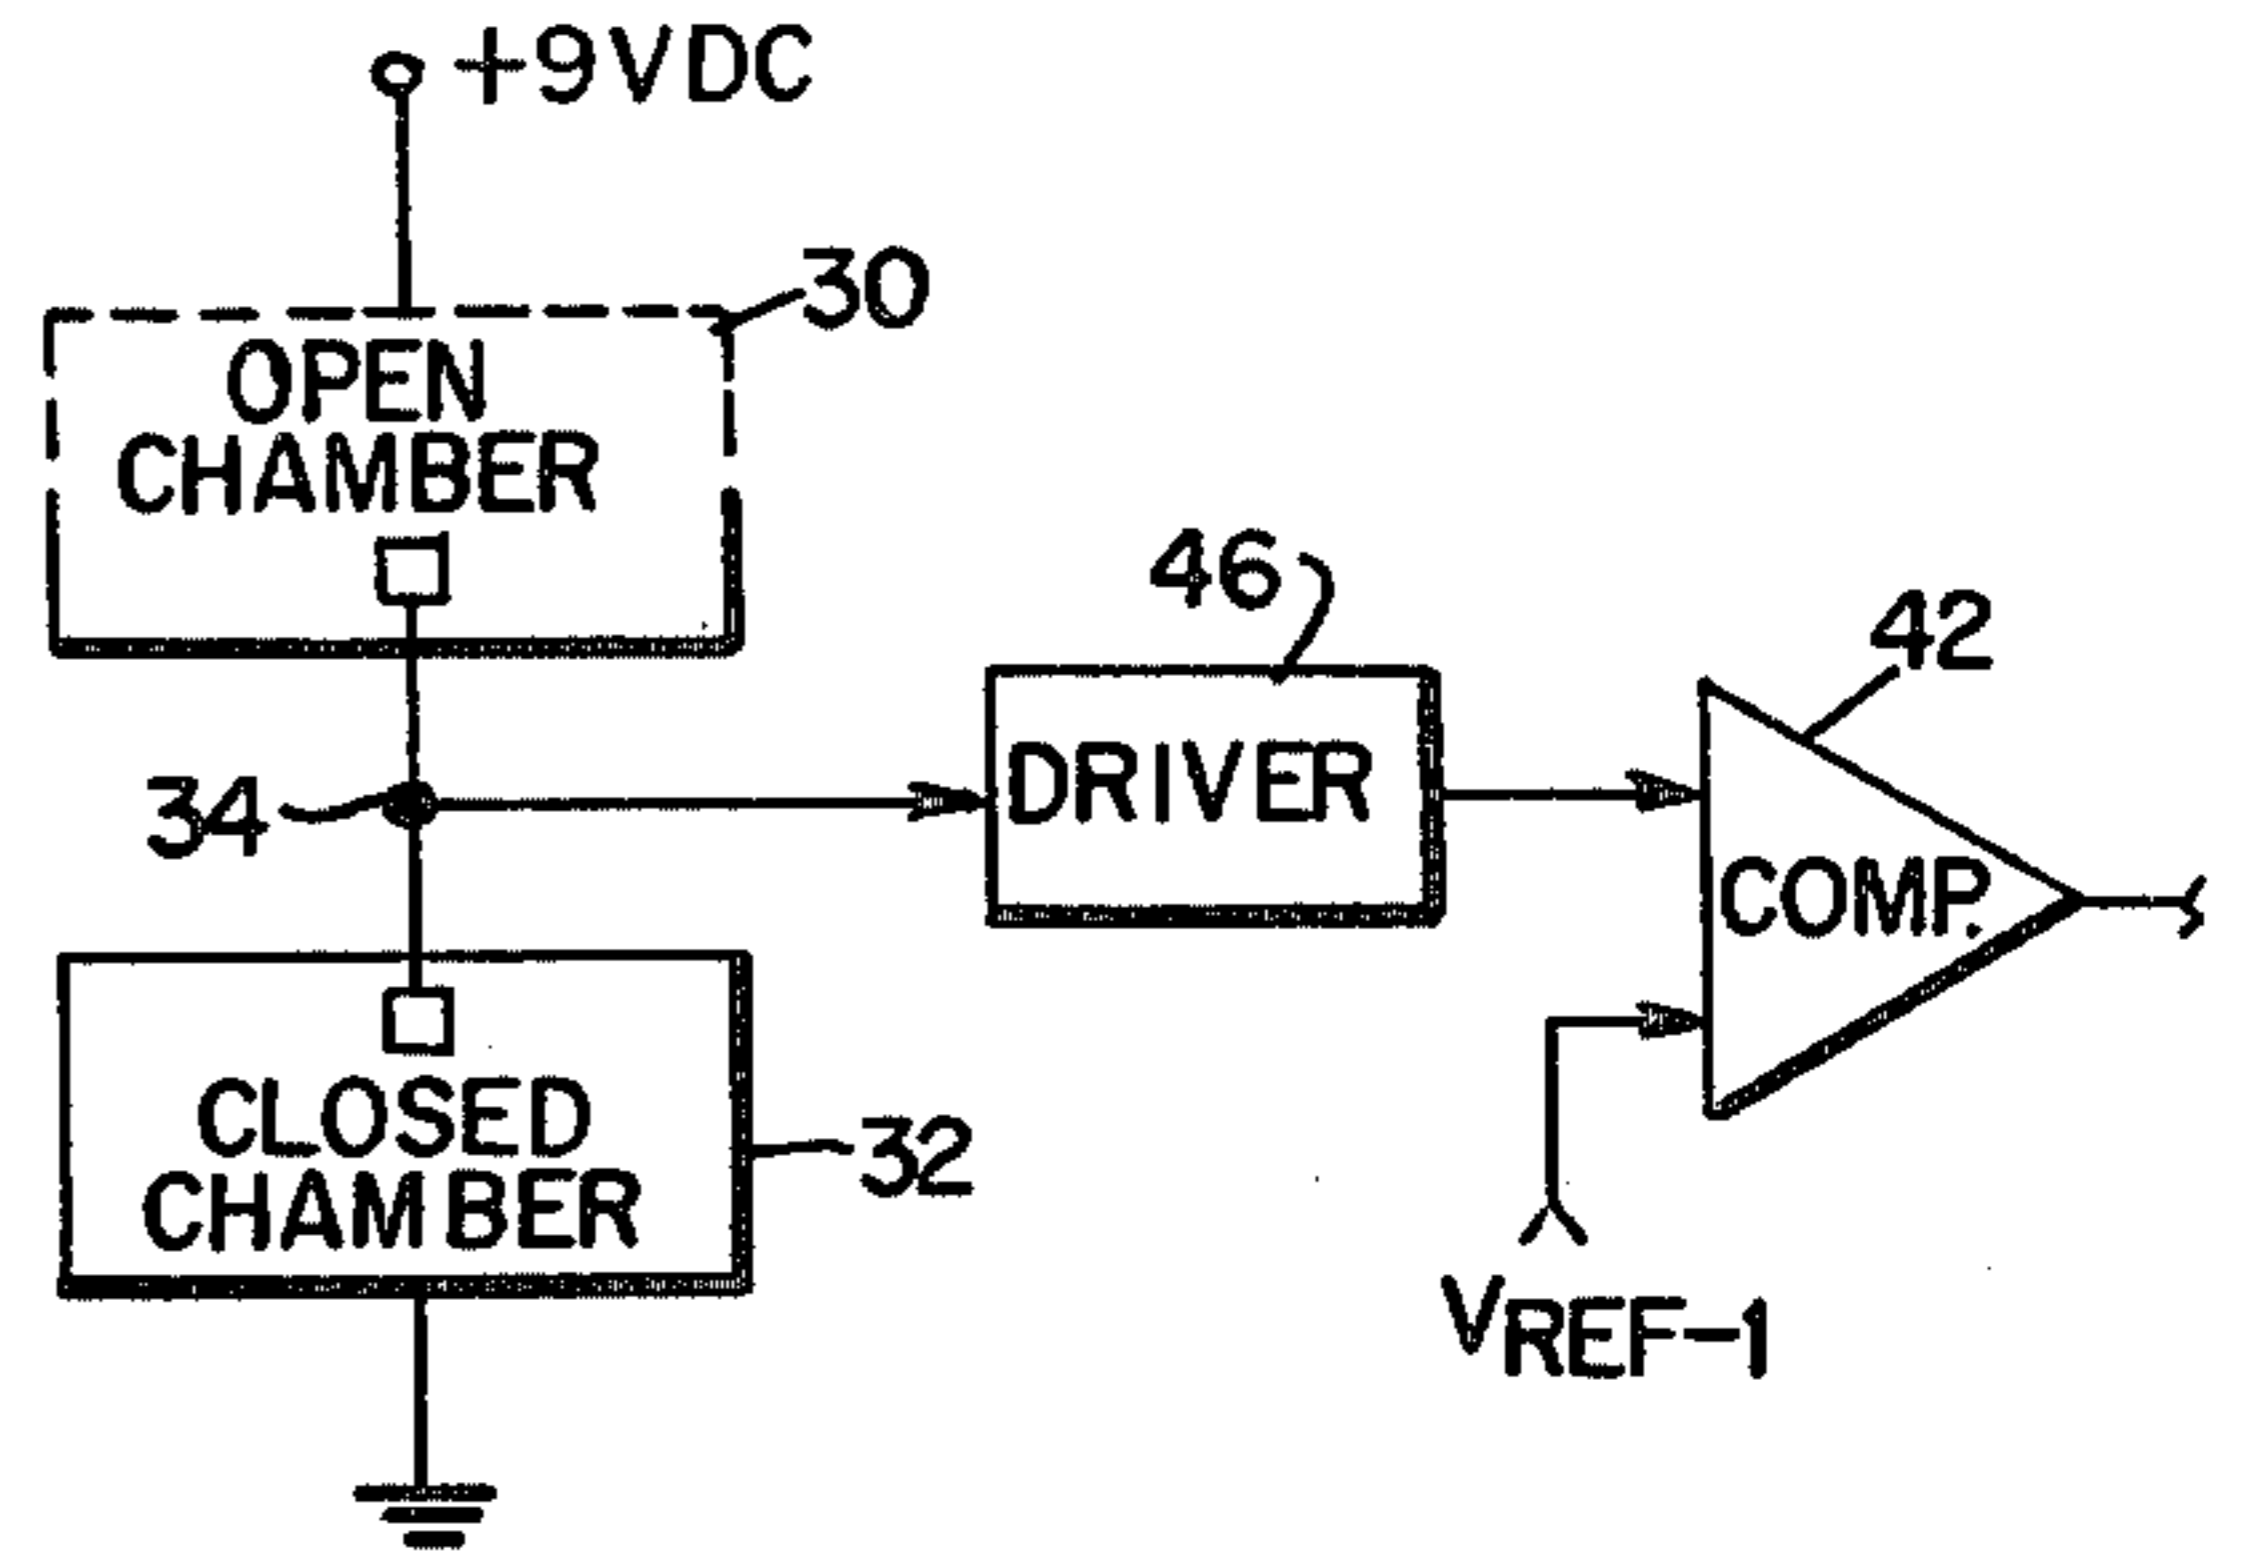 +9VDC
30
OPEN
CHAMBER
46
42
34
DRIVER
COMP.
CLOSED
CHAMBER
32
VREF-1